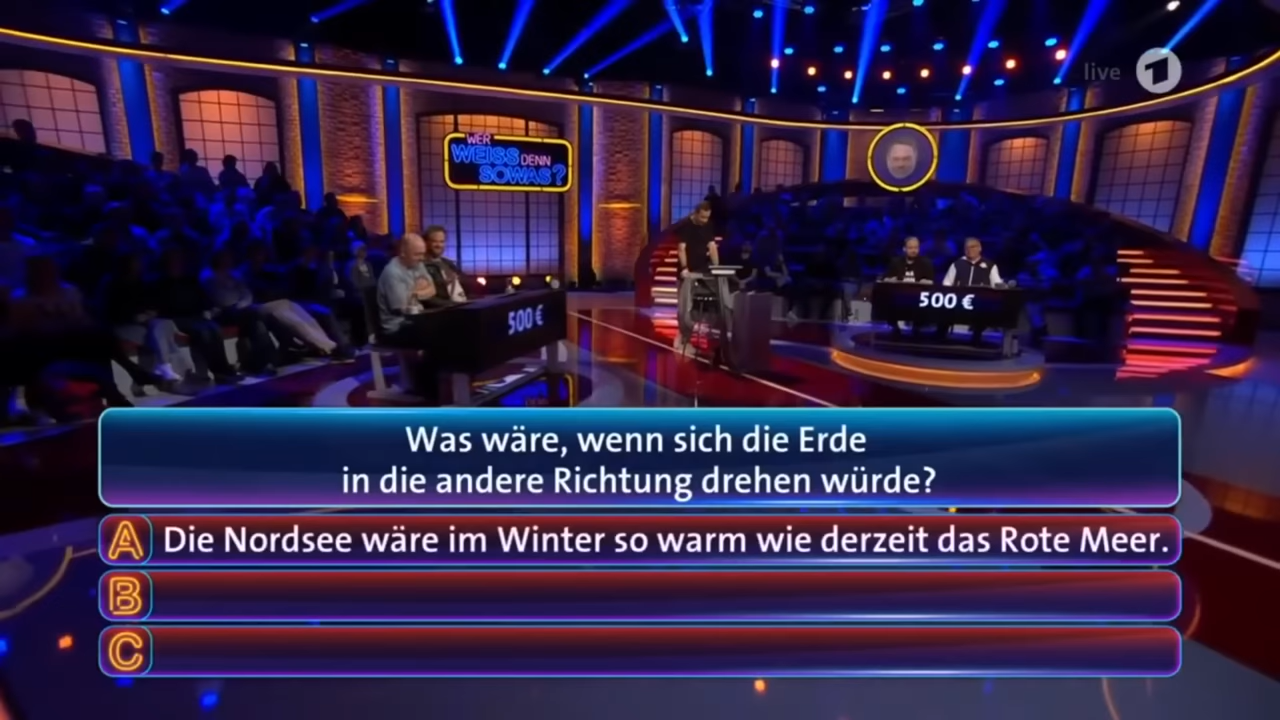 live
WER
WEISS DENN
SOWAS?
500 €
500 €
Was wäre, wenn sich die Erde
in die andere Richtung drehen würde?
A Die Nordsee wäre im Winter so warm wie derzeit das Rote Meer.
B
C